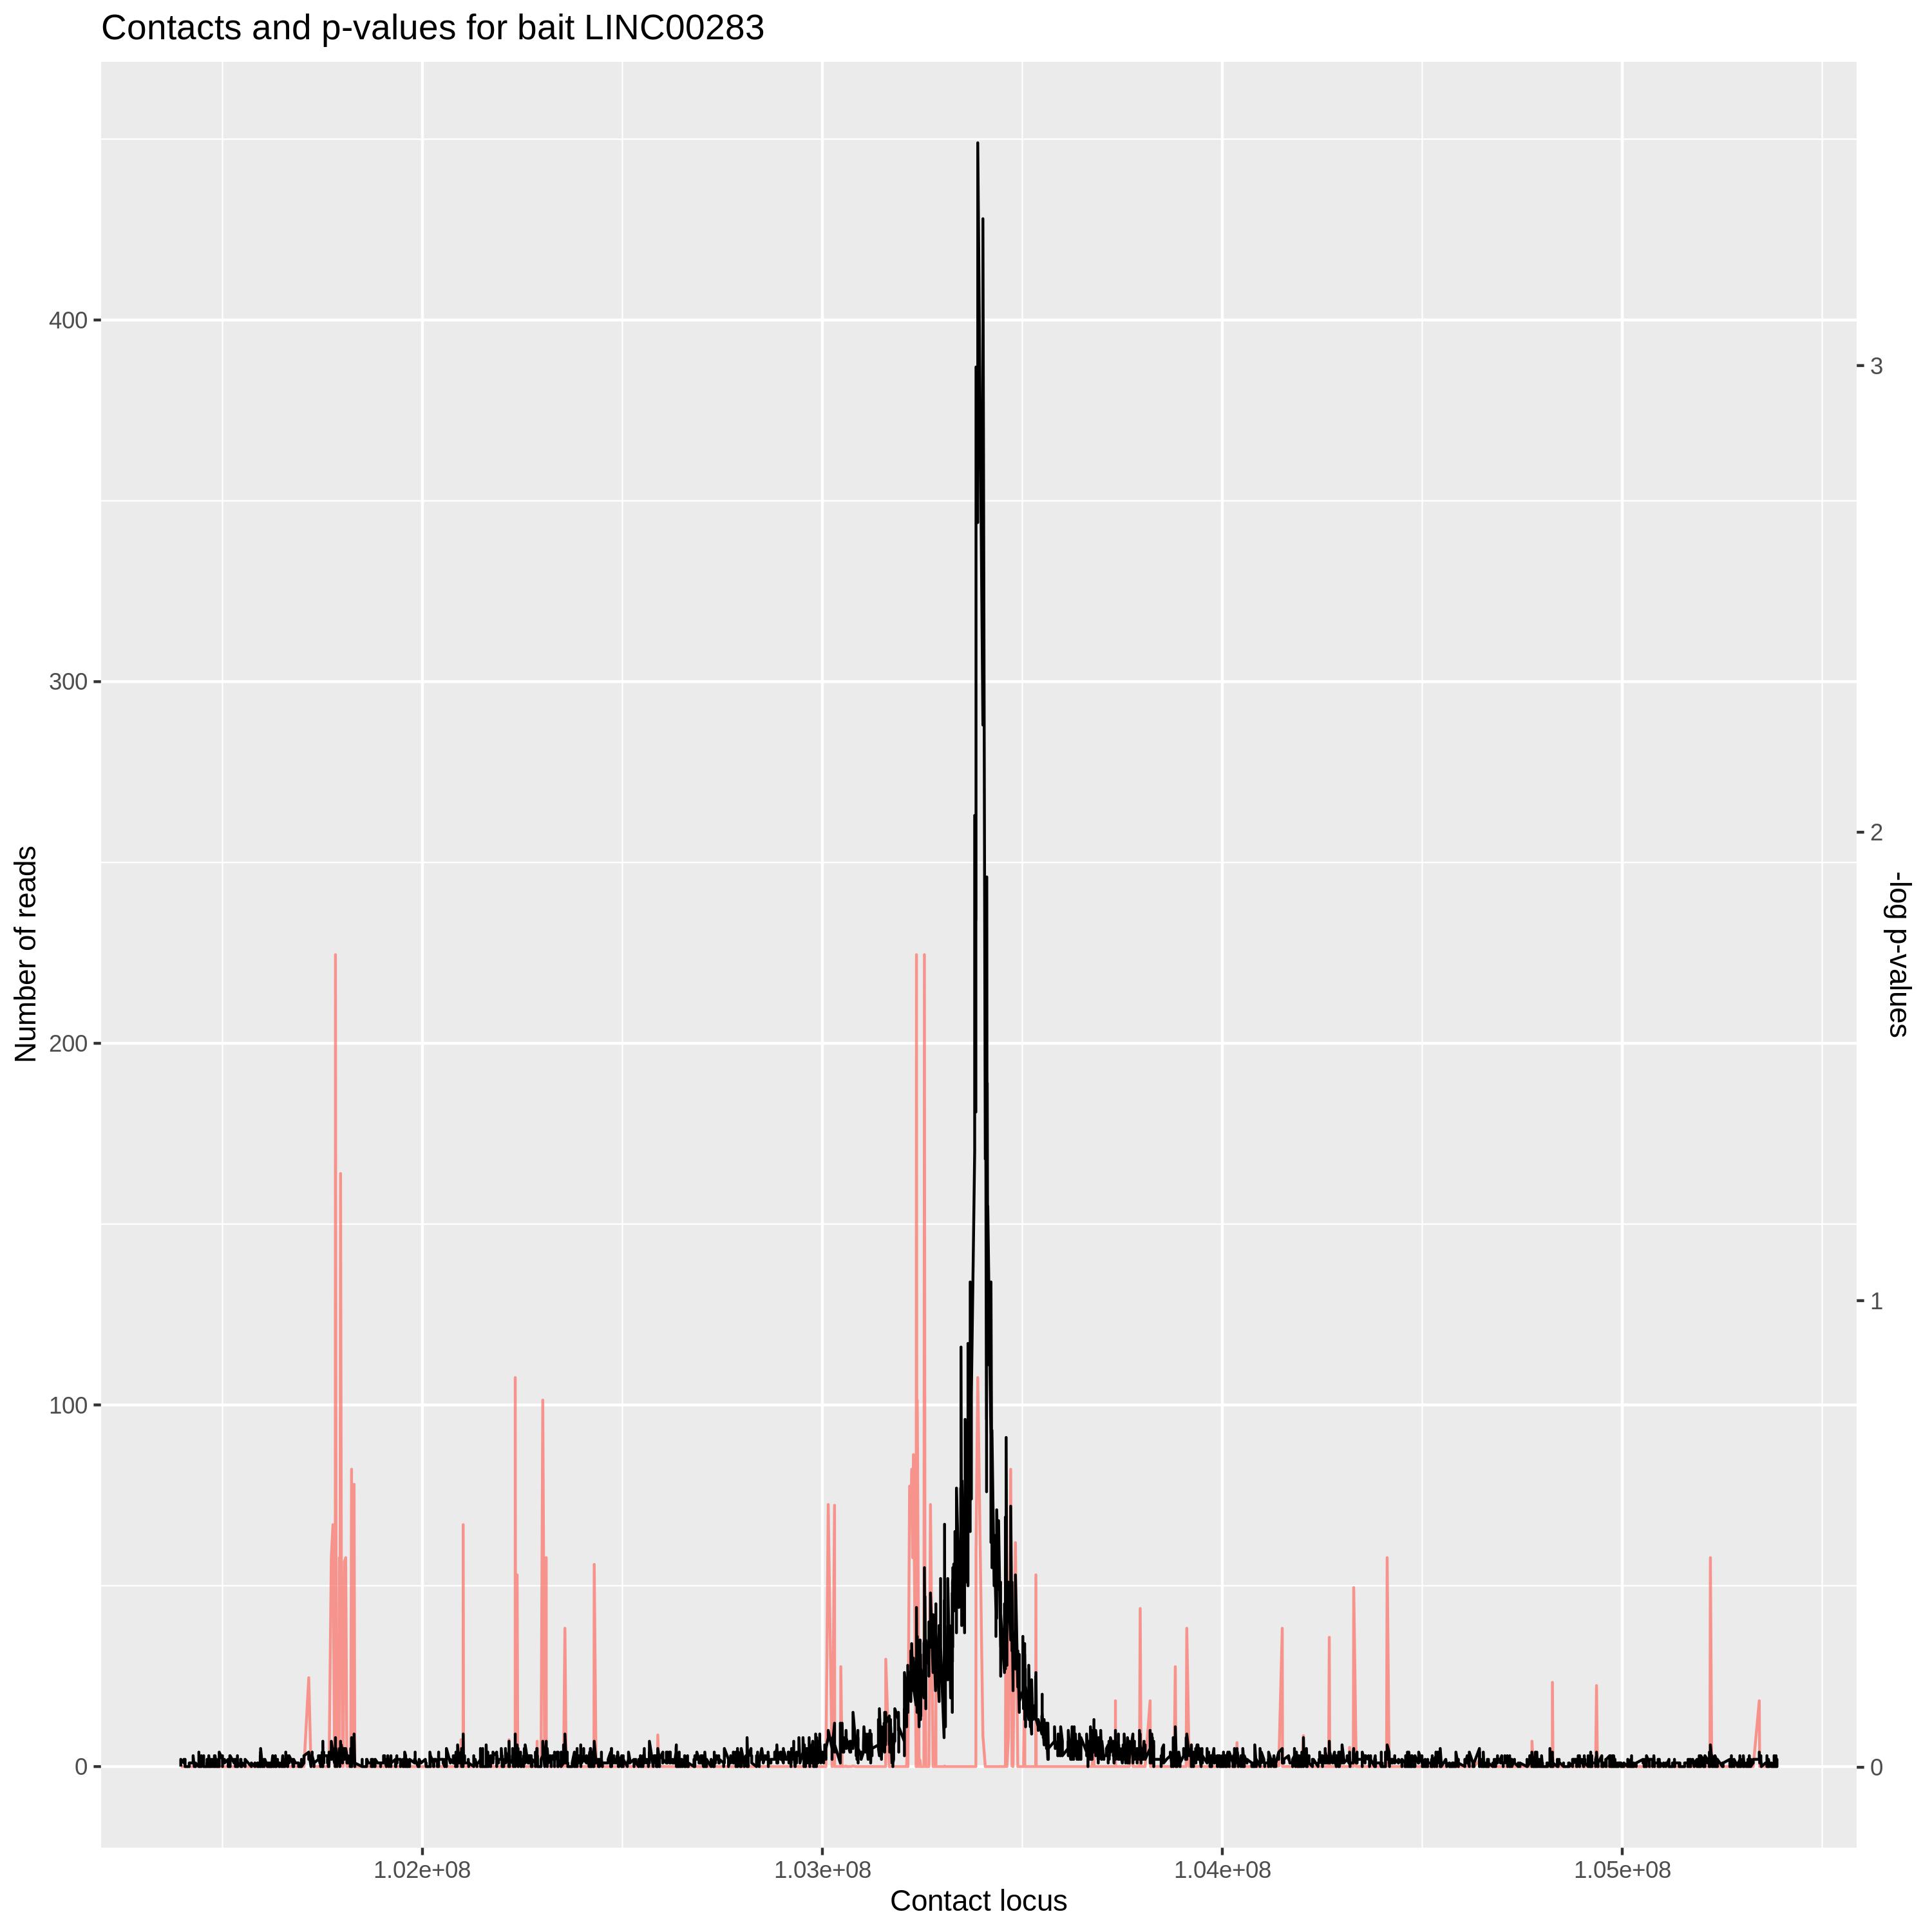 Contacts and p-values for bait LINC00283
Number of reads
400
300
200
100
0
3
2
1
0
-log p-values
1.02e+08
1.03e+08
1.04e+08
1.05e+08
Contact locus